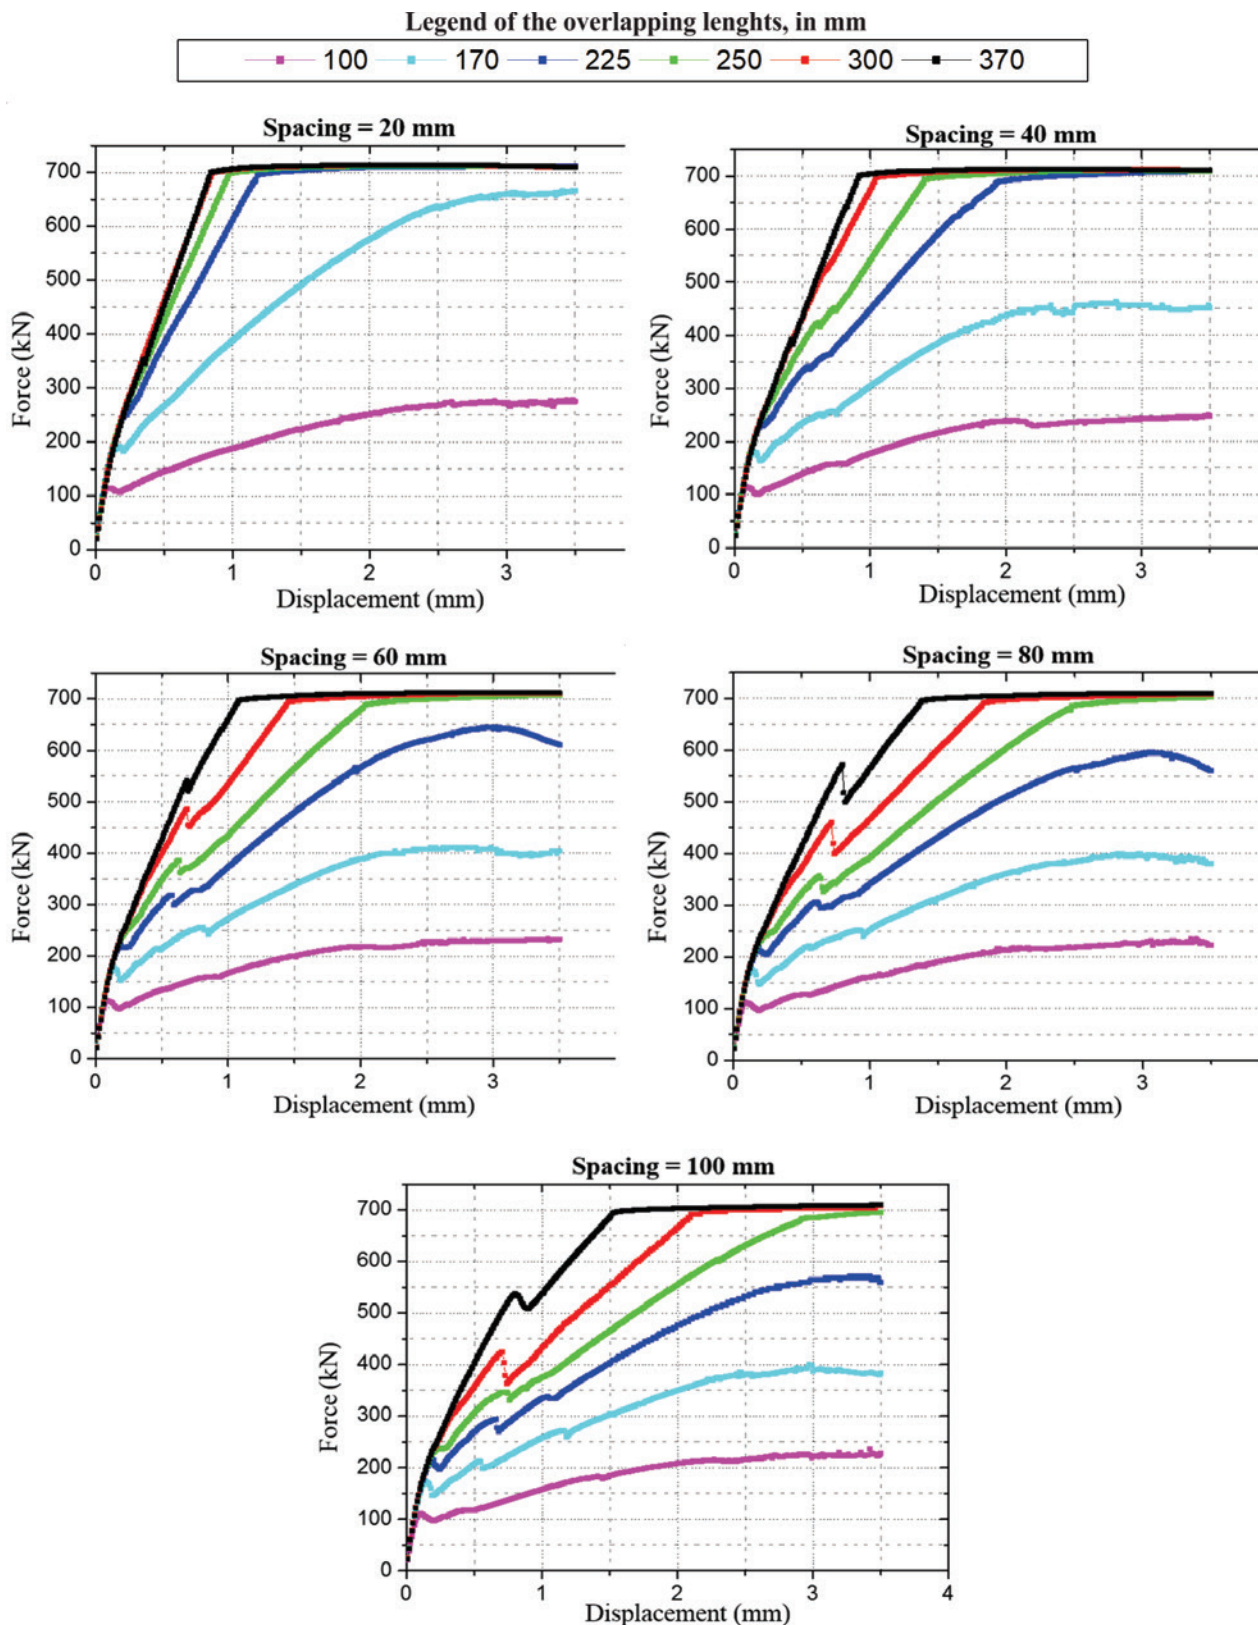 Legend of the overlapping lenghts, in mm
100 170 225 250 300 370
Spacing = 20 mm
700
600
500
400
300
200
100
0
Force (kN)
0 1 2 3
Displacement (mm)
Spacing = 40 mm
700
600
500
400
300
200
100
0
Force (kN)
0 1 2 3
Displacement (mm)
Spacing = 60 mm
700
600
500
400
300
200
100
0
Force (kN)
0 1 2 3
Displacement (mm)
Spacing = 80 mm
700
600
500
400
300
200
100
0
Force (kN)
0 1 2 3
Displacement (mm)
Spacing = 100 mm
700
600
500
400
300
200
100
0
Force (kN)
0 1 2 3 4
Displacement (mm)